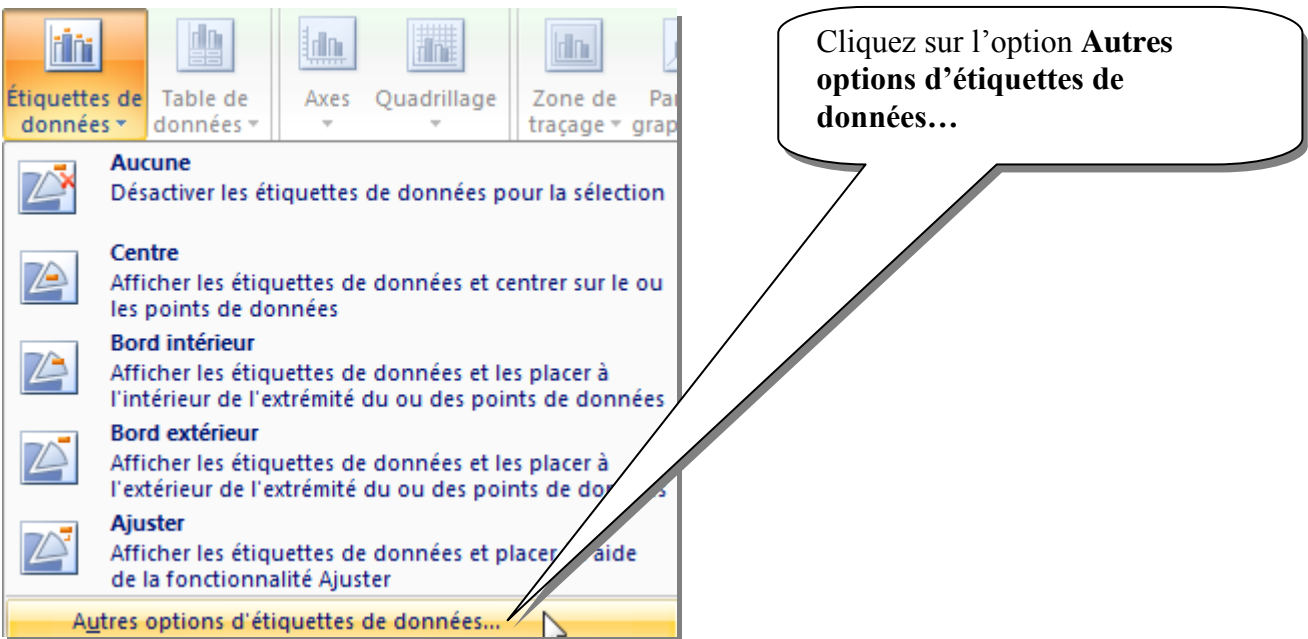 Étiquettes de
données
Table de
données
Axes
Quadrillage
Zone de
traçage
Cliquez sur l’option Autres
options d’étiquettes de
données…
Aucune
Désactiver les étiquettes de données pour la sélection
Centre
Afficher les étiquettes de données et centrer sur le ou
les points de données
Bord intérieur
Afficher les étiquettes de données et les placer à
l'intérieur de l'extrémité du ou des points de données
Bord extérieur
Afficher les étiquettes de données et les placer à
l'extérieur de l'extrémité du ou des points de
Ajuster
Afficher les étiquettes de données et placer aide
de la fonctionnalité Ajuster
Autres options d'étiquettes de données...